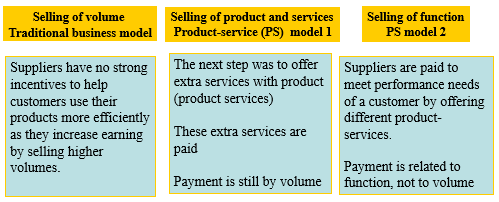 Selling of volume
Traditional business model
Suppliers have no strong
incentives to help
customers use their
products more efficiently
as they increase earning
by selling higher
volumes.
Selling of product and services
Product-service (PS)  model 1
The next step was to offer
extra services with product
(product services)
These extra services are
paid
Payment is still by volume
Selling of function
PS model 2
Suppliers are paid to
meet performance needs
of a customer by offering
different product-
services.
Payment is related to
function, not to volume